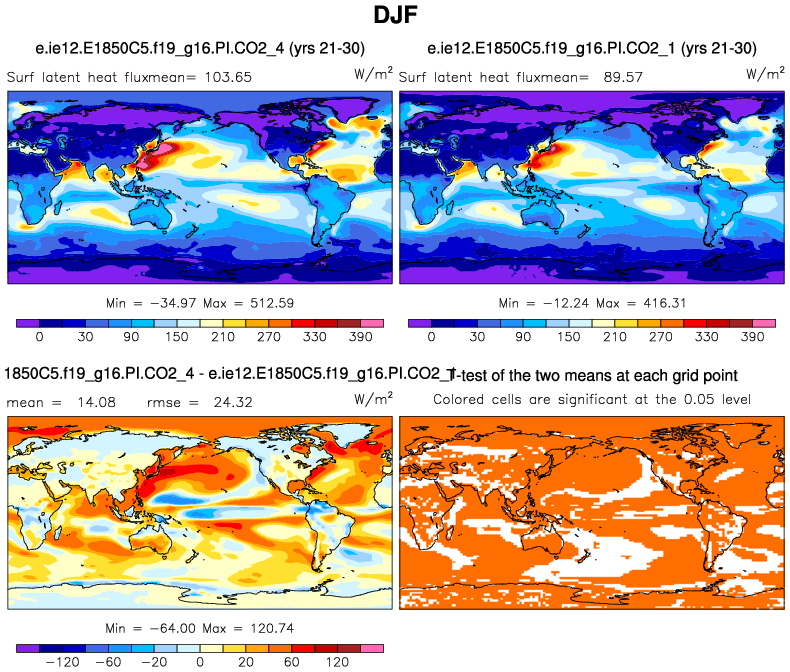 DJF
e.ie12.E1850C5.f19_g16.PI.CO2_4 (yrs 21-30)
e.ie12.E1850C5.f19_g16.PI.CO2_1 (yrs 21-30)
Surf latent heat fluxmean= 103.65 W/m²
Surf latent heat fluxmean= 89.57 W/m²
Min = −34.97 Max = 512.59
Min = −12.24 Max = 416.31
0 30 90 150 210 270 330 390
0 30 90 150 210 270 330 390
1850C5.f19_g16.PI.CO2_4 - e.ie12.E1850C5.f19_g16.PI.CO2_1
T-test of the two means at each grid point
mean = 14.08 rmse = 24.32 W/m²
Colored cells are significant at the 0.05 level
Min = −64.00 Max = 120.74
−120 −60 −20 0 20 60 120